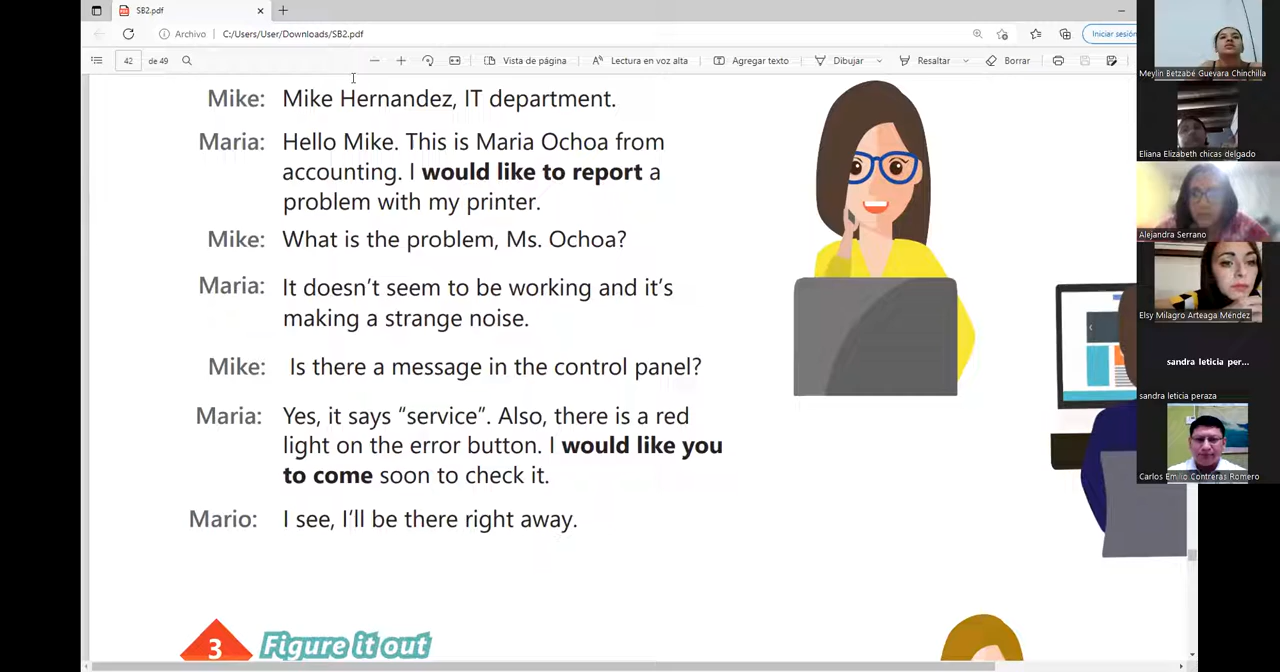 SB2.pdf
Archivo C:/Users/User/Downloads/SB2.pdf Iniciar sesión
42 de 49 Vista de página Lectura en voz alta Agregar texto Dibujar Resaltar Borrar
Mike: Mike Hernandez, IT department.
Maria: Hello Mike. This is Maria Ochoa from
accounting. I would like to report a
problem with my printer.
Mike: What is the problem, Ms. Ochoa?
Maria: It doesn't seem to be working and it's
making a strange noise.
Mike: Is there a message in the control panel?
Maria: Yes, it says “service”. Also, there is a red
light on the error button. I would like you
to come soon to check it.
Mario: I see, I'll be there right away.
3 Figure it out
Meylin Betzabé Guevara Chinchilla
Eliana Elizabeth chicas delgado
Alejandra Serrano
Elsy Milagro Arteaga Méndez
sandra leticia per...
sandra leticia peraza
Carlos Emilio Contreras Romero